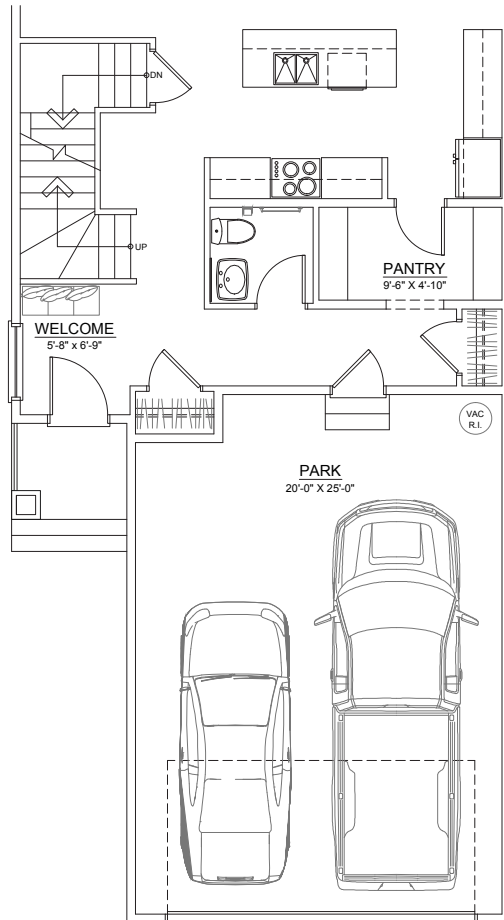 DN
UP
PANTRY
9'-6" X 4'-10"
WELCOME
5'-8" x 6'-9"
VAC
R.I.
PARK
20'-0" X 25'-0"